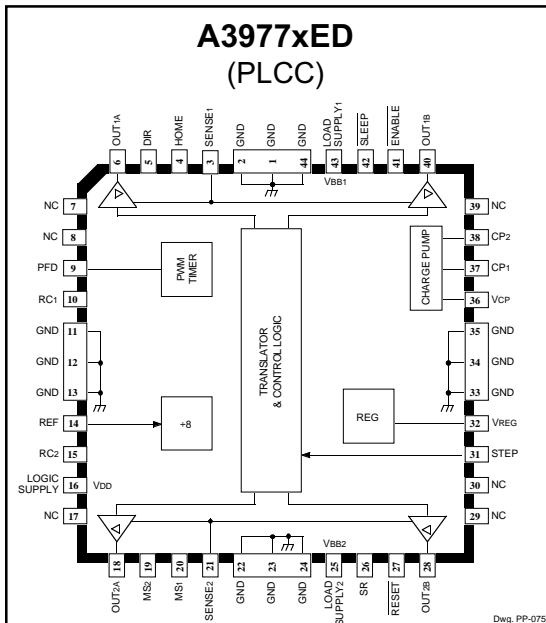 A3977xED
(PLCC)
OUT1A
DIR
HOME
SENSE1
GND
GND
GND
LOAD
SUPPLY1
SLEEP
ENABLE
OUT1B
6
5
4
3
2
1
44
43
42
41
40
VBB1
NC 7
NC 8
PFD 9
RC1 10
GND 11
GND 12
GND 13
REF 14
RC2 15
LOGIC
SUPPLY 16 VDD
NC 17
PWM
TIMER
÷8
TRANSLATOR
& CONTROL LOGIC
CHARGE PUMP
REG
39 NC
38 CP2
37 CP1
36 VCP
35 GND
34 GND
33 GND
32 VREG
31 STEP
30 NC
29 NC
VBB2
18
19
20
21
22
23
24
25
26
27
28
OUT2A
MS2
MS1
SENSE2
GND
GND
GND
LOAD
SUPPLY2
SR
RESET
OUT2B
Dwg. PP-075